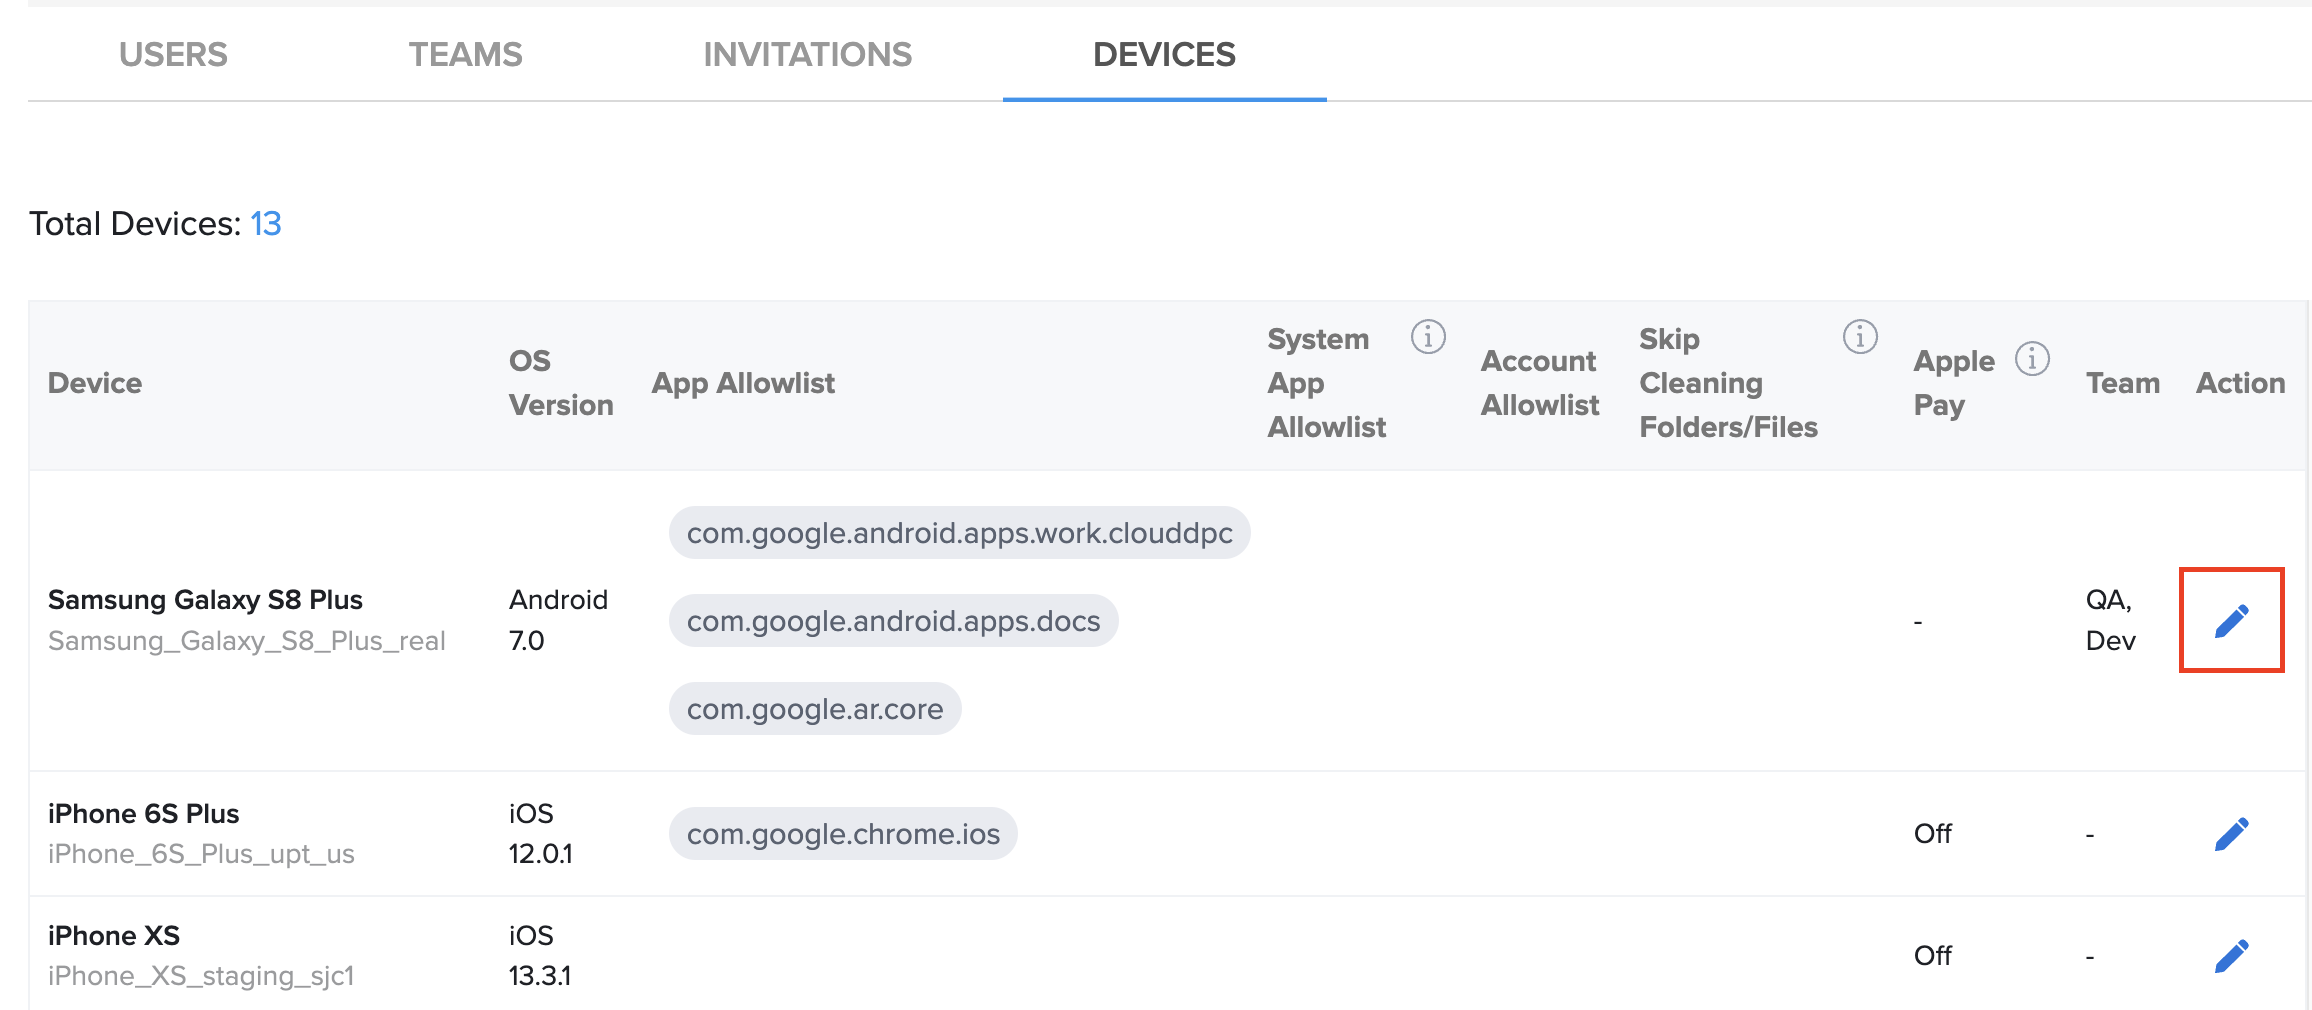 USERS TEAMS INVITATIONS DEVICES
Total Devices: 13
Device
OS
Version
App Allowlist
System
App
Allowlist
Account
Allowlist
Skip
Cleaning
Folders/Files
Apple
Pay
Team
Action
Samsung Galaxy S8 Plus
Samsung_Galaxy_S8_Plus_real
Android
7.0
com.google.android.apps.work.clouddpc
com.google.android.apps.docs
com.google.ar.core
-
QA,
Dev
iPhone 6S Plus
iPhone_6S_Plus_upt_us
iOS
12.0.1
com.google.chrome.ios
Off
-
iPhone XS
iPhone_XS_staging_sjc1
iOS
13.3.1
Off
-